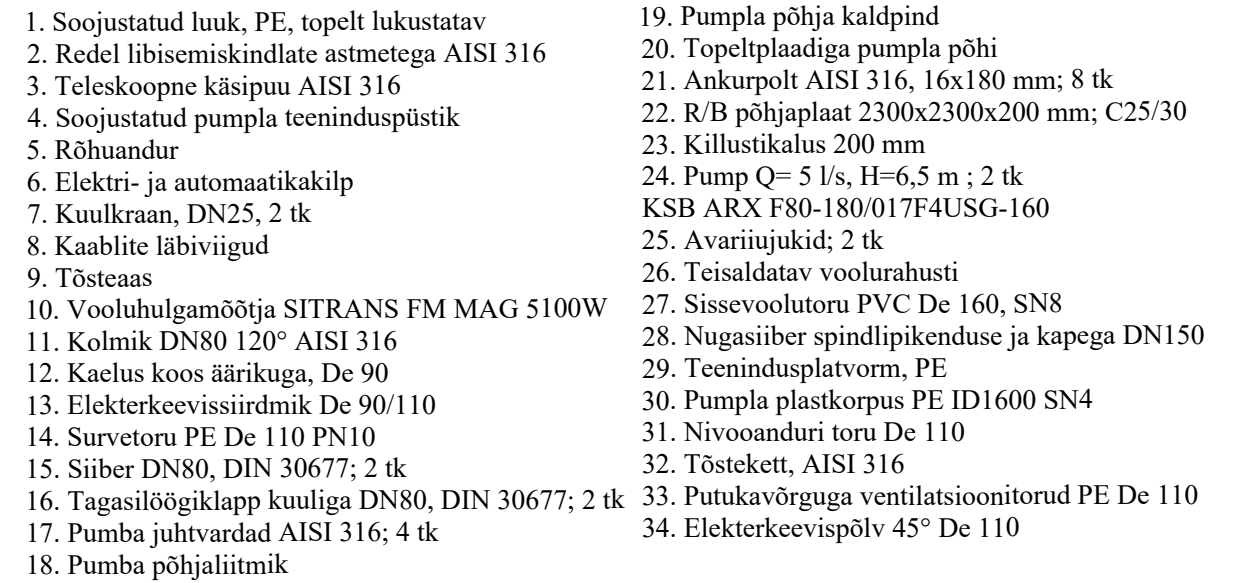 1. Soojustatud luuk, PE, topelt lukustatav
2. Redel libisemiskindlate astmetega AISI 316
3. Teleskoopne käsipuu AISI 316
4. Soojustatud pumpla teeninduspüstik
5. Rõhuandur
6. Elektri- ja automaatikakilp
7. Kuulkraan, DN25, 2 tk
8. Kaablite läbiviigud
9. Tõsteaas
10. Vooluhulgamõõtja SITRANS FM MAG 5100W
11. Kolmik DN80 120° AISI 316
12. Kaelus koos äärikuga, De 90
13. Elekterkeevissiirdmik De 90/110
14. Survetoru PE De 110 PN10
15. Siiber DN80, DIN 30677; 2 tk
16. Tagasilöögiklapp kuuliga DN80, DIN 30677; 2 tk
17. Pumba juhtvardad AISI 316; 4 tk
18. Pumba põhjaliitmik
19. Pumpla põhja kaldpind
20. Topeltplaadiga pumpla põhi
21. Ankurpolt AISI 316, 16x180 mm; 8 tk
22. R/B põhjaplaat 2300x2300x200 mm; C25/30
23. Killustikalus 200 mm
24. Pump Q= 5 l/s, H=6,5 m ; 2 tk
KSB ARX F80-180/017F4USG-160
25. Avariiujukid; 2 tk
26. Teisaldatav voolurahusti
27. Sissevoolutoru PVC De 160, SN8
28. Nugasiiber spindlipikenduse ja kapega DN150
29. Teenindusplatvorm, PE
30. Pumpla plastkorpus PE ID1600 SN4
31. Nivooanduri toru De 110
32. Tõstekett, AISI 316
33. Putukavõrguga ventilatsioonitorud PE De 110
34. Elekterkeevispõlv 45° De 110